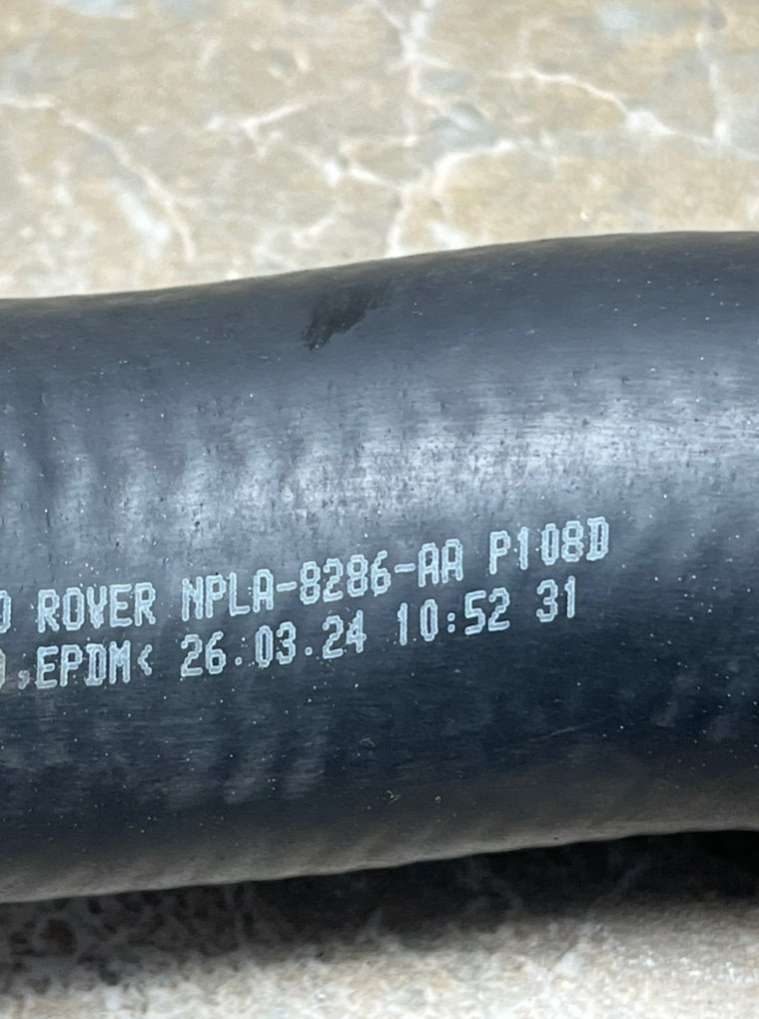 ROVER NPLA-8286-AA P108D
,EPDM< 26.03.24 10:52 31